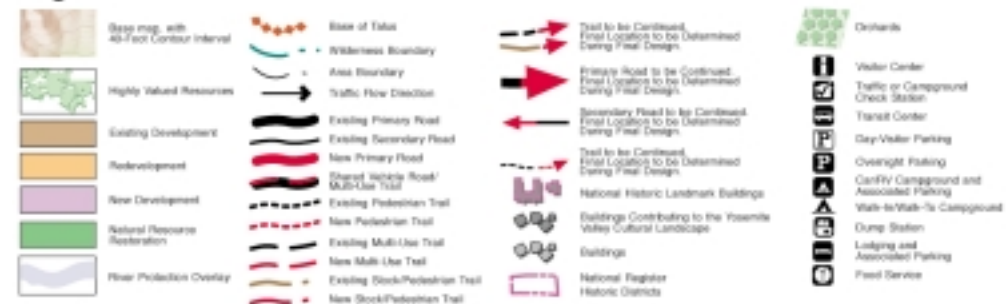 Base map, with
40-Foot Contour Interval
Highly Valued Resources
Existing Development
Redevelopment
New Development
Natural Resource
Restoration
River Protection Overlay
Base of Talus
Wilderness Boundary
Area Boundary
Traffic Flow Direction
Existing Primary Road
Existing Secondary Road
New Primary Road
Shared Vehicle Road/
Multi-Use Trail
Existing Pedestrian Trail
New Pedestrian Trail
Existing Multi-Use Trail
New Multi-Use Trail
Existing Stock/Pedestrian Trail
New Stock/Pedestrian Trail
Trail to be Continued,
Final Location to be Determined
During Final Design.
Primary Road to be Continued.
Final Location to be Determined
During Final Design.
Secondary Road to be Continued.
Final Location to be Determined
During Final Design.
Trail to be Continued,
Final Location to be Determined
During Final Design.
National Historic Landmark Buildings
Buildings Contributing to the Yosemite
Valley Cultural Landscape
Buildings
National Register
Historic Districts
Orchards
Visitor Center
Traffic or Campground
Check Station
Transit Center
P Day-Visitor Parking
P Overnight Parking
Car/RV Campground and
Associated Parking
Walk-In/Walk-To Campground
Dump Station
Lodging and
Associated Parking
Food Service